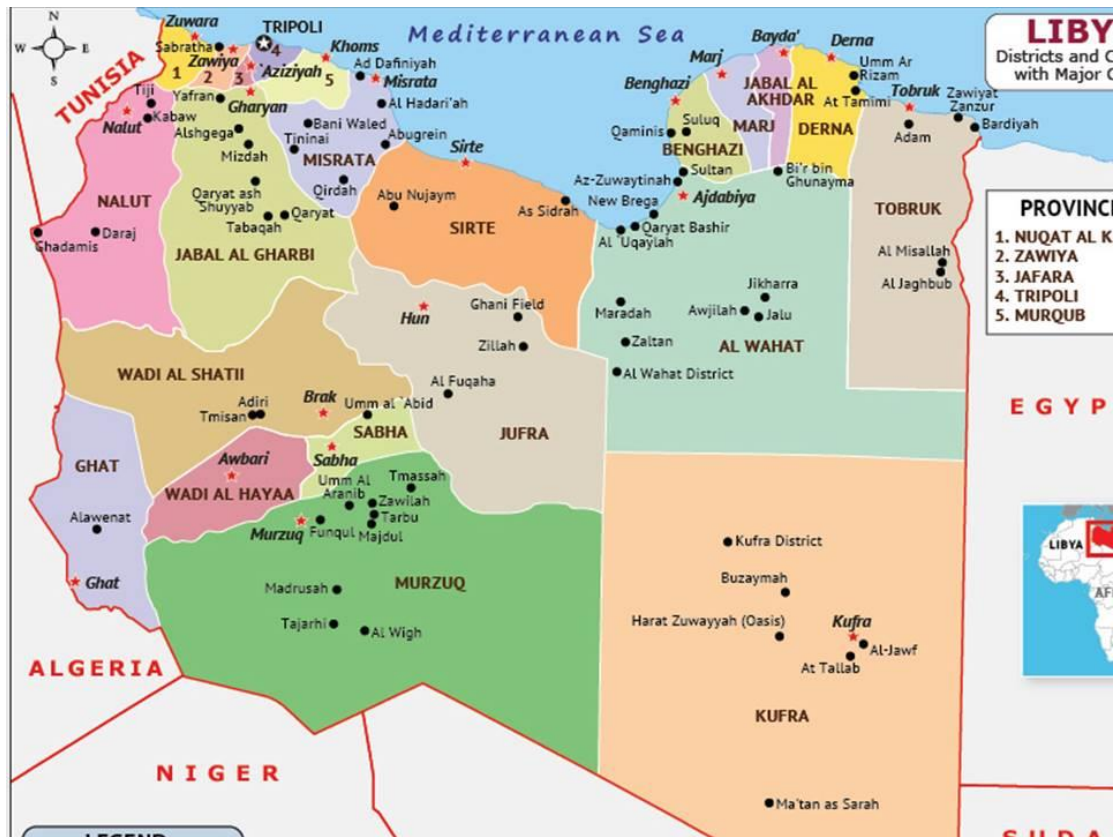 N
W
E
S
TRIPOLI
Mediterranean Sea
LIBY
Districts and C
with Major C
Zuwara
Sabratha
Zawiya
'Aziziyah
Khoms
Ad Dafiniyah
Misrata
1
2
3
4
5
TUNISIA
Tiji
Kabaw
Nalut
Yafran
Gharyan
Al Hadari'ah
Alshgega
Mizdah
Bani Waled
Tininai
Abugrein
MISRATA
Qirdah
Sirte
Abu Nujaym
SIRTE
As Sidrah
NALUT
Ghadamis
Daraj
Qaryat ash
Shuyyab
Tabaqah
Qaryat
JABAL AL GHARBI
Marj
Bayda'
Derna
Benghazi
JABAL AL
AKHDAR
MARJ
DERNA
Umm Ar
Rizam
At Tamimi
Tobruk
Zawiyat
Zanzur
Bardiyah
Adam
Qaminis
Suluq
BENGHAZI
Sultan
Az-Zuwaytinah
Ajdabiya
Bi'r bin
Ghunayma
New Brega
Qaryat Bashir
Al `Uqaylah
TOBRUK
Al Misallah
Al Jaghbub
PROVINC
1. NUQAT AL K
2. ZAWIYA
3. JAFARA
4. TRIPOLI
5. MURQUB
Hun
Ghani Field
Zillah
Al Fuqaha
JUFRA
Maradah
Jikharra
Awjilah
Jalu
Zaltan
AL WAHAT
Al Wahat District
WADI AL SHATII
Adiri
Tmisan
Brak
Umm al `Abid
SABHA
Sabha
EGYP
GHAT
Awbari
WADI AL HAYAA
Umm Al
Aranib
Tmassah
Zawilah
Tarbu
Majdul
Funqul
Murzuq
Alawenat
Ghat
Madrusah
MURZUQ
Tajarhi
Al Wigh
Kufra District
Buzaymah
Harat Zuwayyah (Oasis)
Kufra
Al-Jawf
At Tallab
KUFRA
Ma'tan as Sarah
LIBYA
AF
ALGERIA
NIGER
SUDA
LEGEND